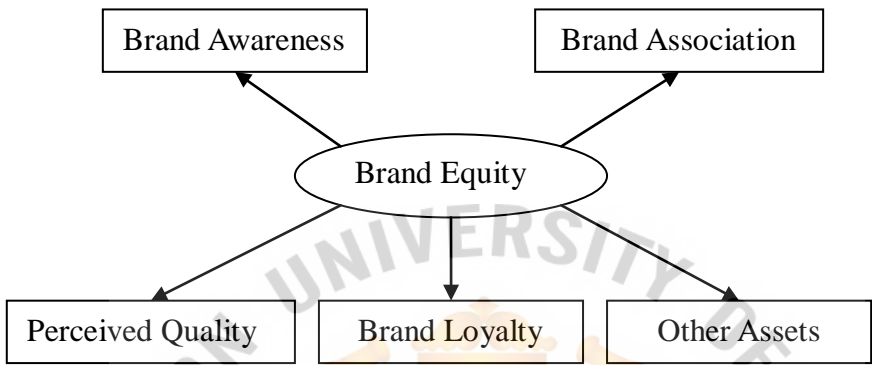 Brand Awareness
Brand Association
Brand Equity
UNIVERSITY
Perceived Quality
Brand Loyalty
Other Assets